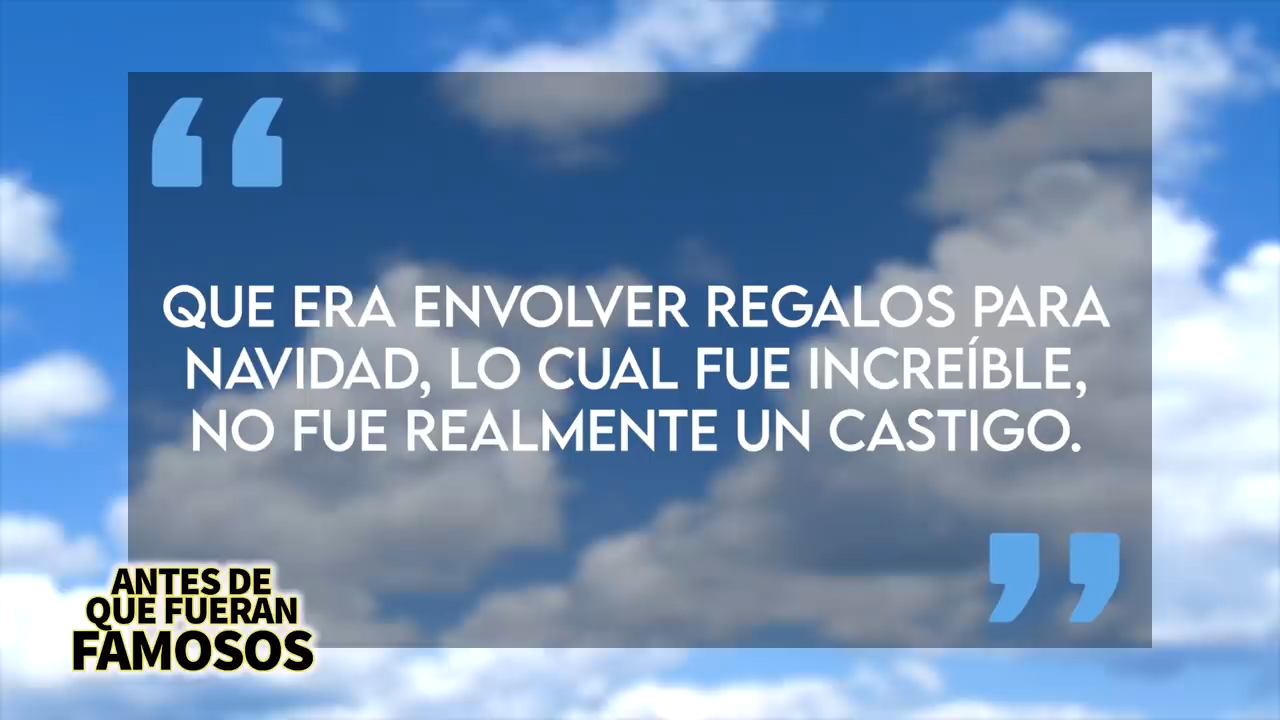 “
QUE ERA ENVOLVER REGALOS PARA
NAVIDAD, LO CUAL FUE INCREÍBLE,
NO FUE REALMENTE UN CASTIGO.
”
ANTES DE
QUE FUERAN
FAMOSOS